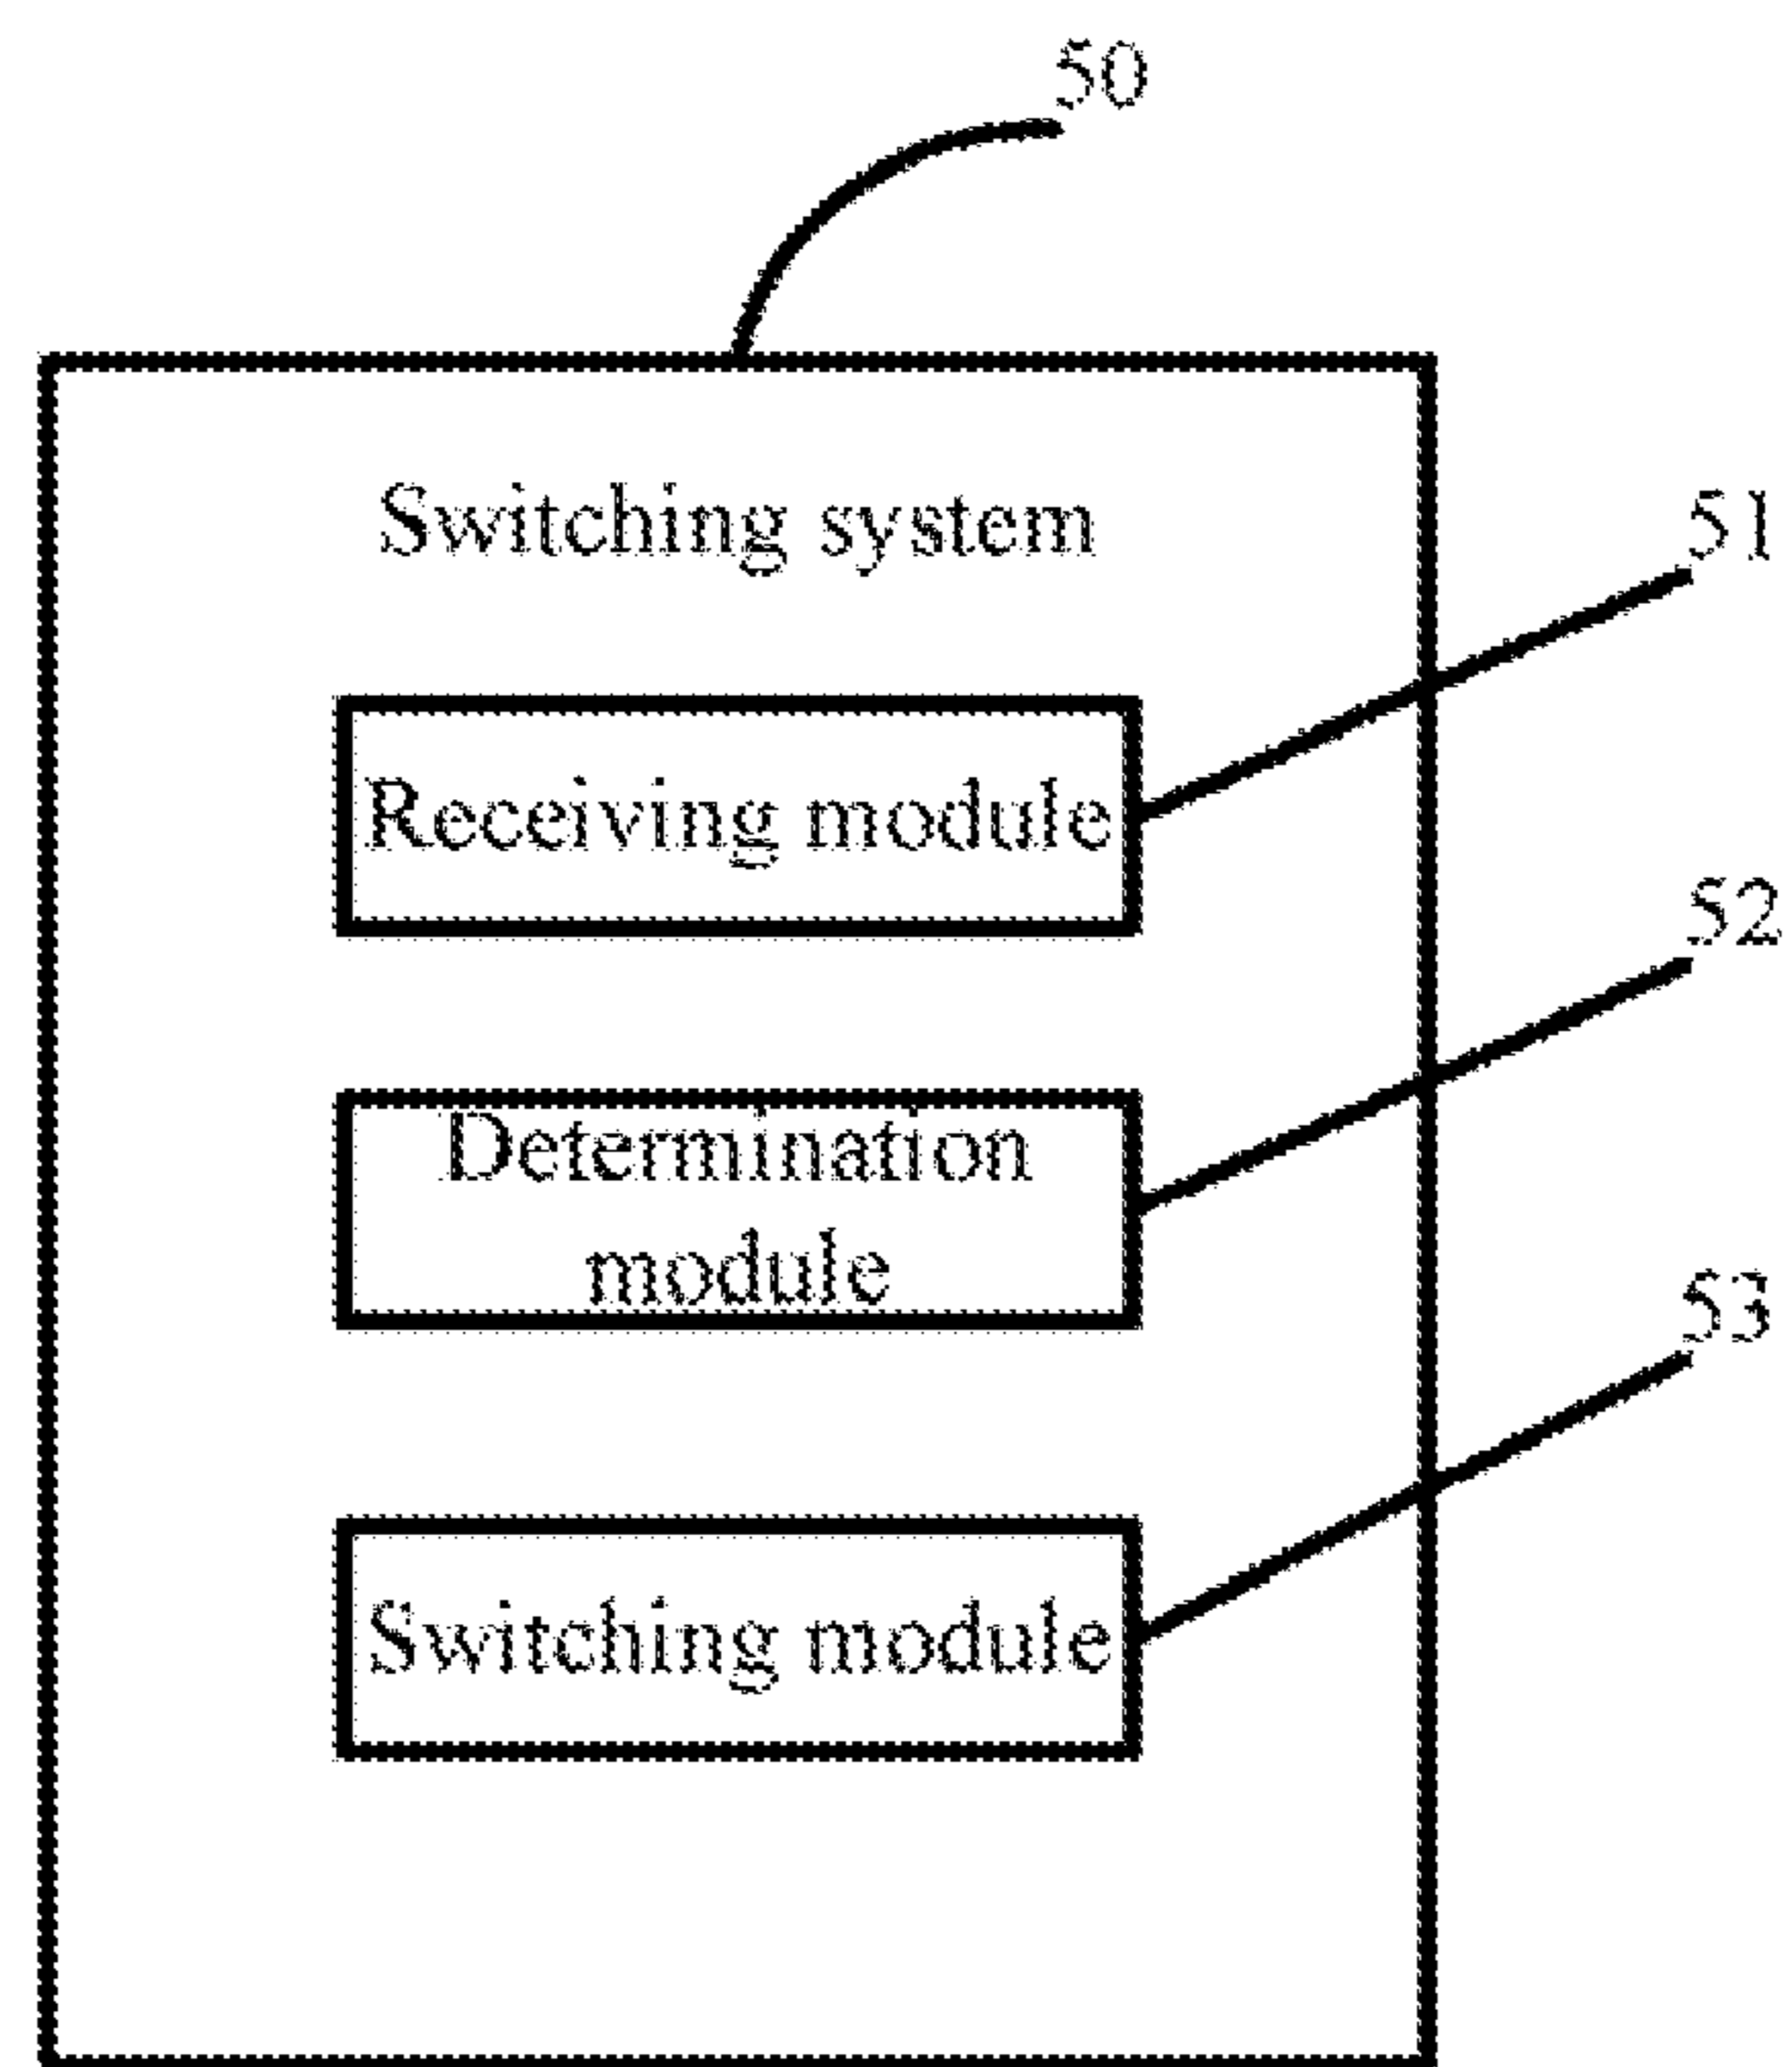 50
Switching system
51
Receiving module
52
Determination
module
53
Switching module